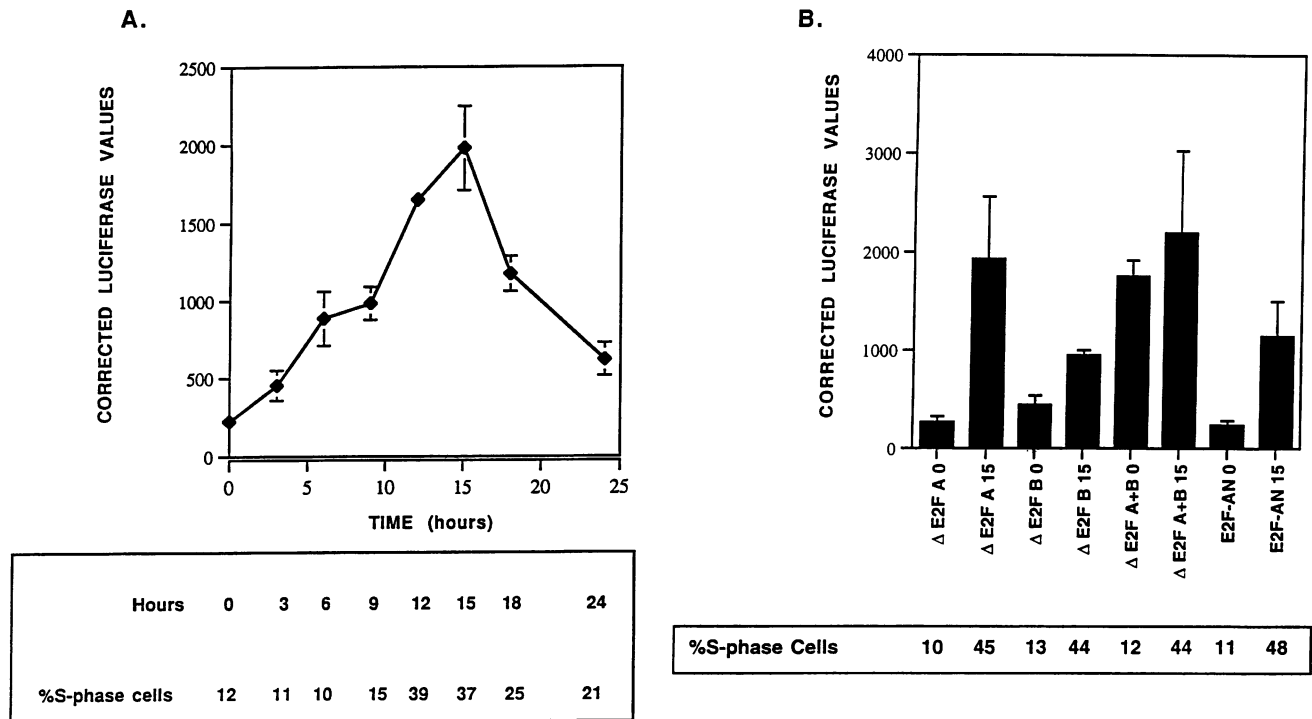 A.
CORRECTED LUCIFERASE VALUES
2500
2000
1500
1000
500
0
0 5 10 15 20 25
TIME (hours)
Hours 0 3 6 9 12 15 18 24
%S-phase cells 12 11 10 15 39 37 25 21
B.
CORRECTED LUCIFERASE VALUES
4000
3000
2000
1000
0
Δ E2F A 0
Δ E2F A 15
Δ E2F B 0
Δ E2F B 15
Δ E2F A+B 0
Δ E2F A+B 15
E2F-AN 0
E2F-AN 15
%S-phase Cells 10 45 13 44 12 44 11 48